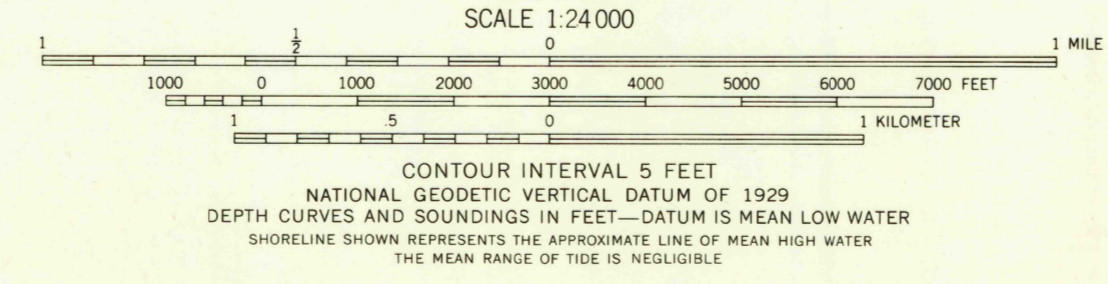 SCALE 1:24 000
1 ½ 0 1 MILE
1000 0 1000 2000 3000 4000 5000 6000 7000 FEET
1 .5 0 1 KILOMETER
CONTOUR INTERVAL 5 FEET
NATIONAL GEODETIC VERTICAL DATUM OF 1929
DEPTH CURVES AND SOUNDINGS IN FEET—DATUM IS MEAN LOW WATER
SHORELINE SHOWN REPRESENTS THE APPROXIMATE LINE OF MEAN HIGH WATER
THE MEAN RANGE OF TIDE IS NEGLIGIBLE